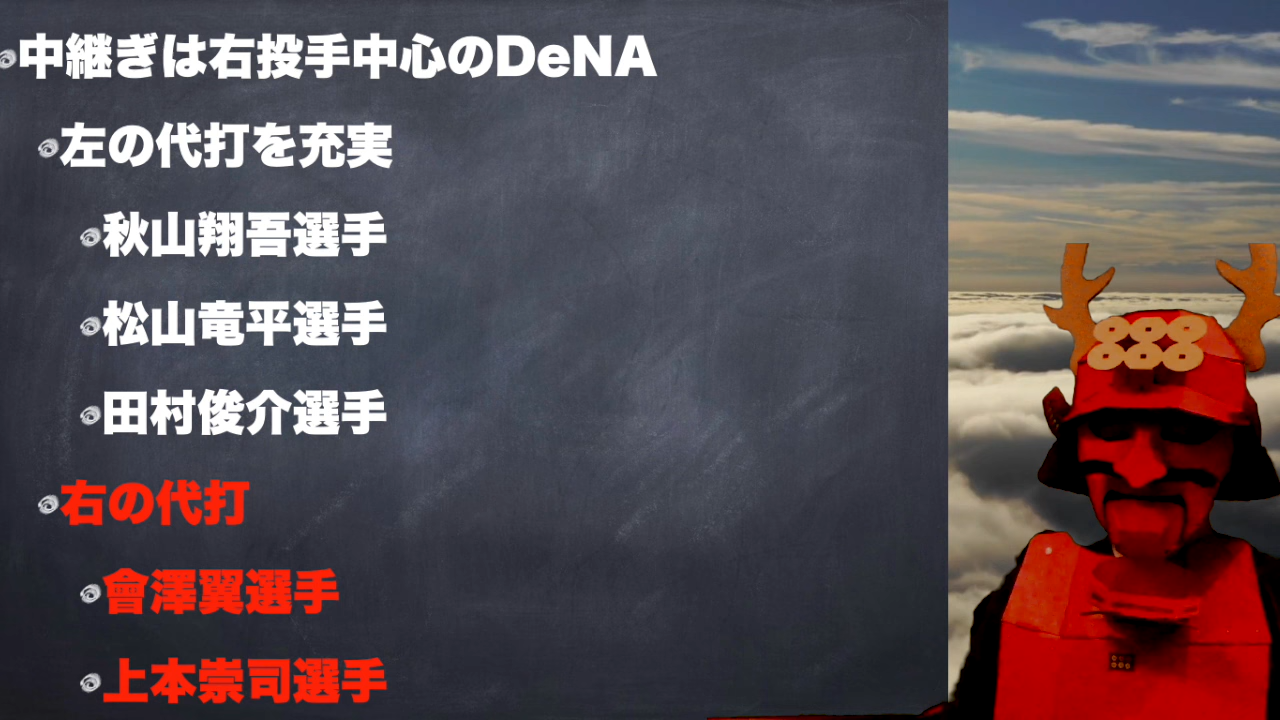 中継ぎは右投手中心のDeNA
左の代打を充実
秋山翔吾選手
松山竜平選手
田村俊介選手
右の代打
會澤翼選手
上本崇司選手